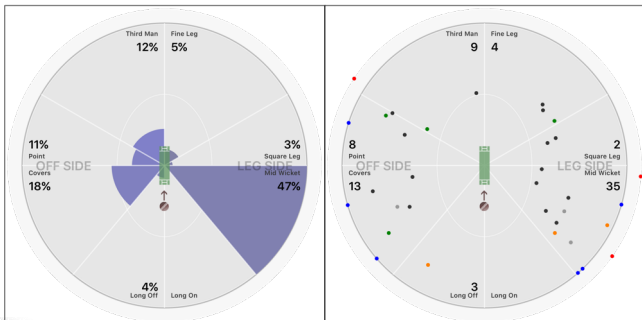 Third Man Fine Leg
12% 5%
11% 3%
Point Square Leg
OFF SIDE LEG SIDE
Covers Mid Wicket
18% 47%
4%
Long Off Long On
Third Man Fine Leg
9 4
8 2
Point Square Leg
OFF SIDE LEG SIDE
Covers Mid Wicket
13 35
3
Long Off Long On